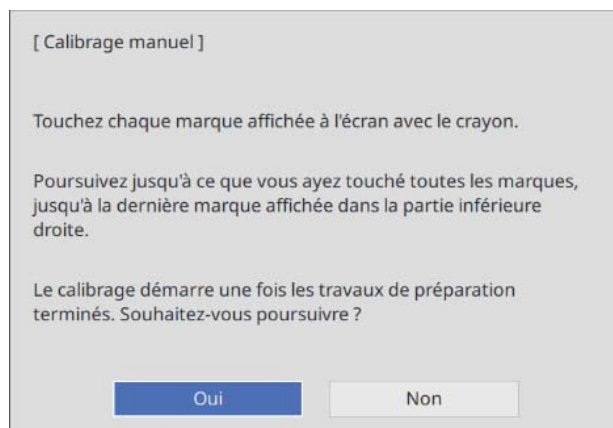 [ Calibrage manuel ]
Touchez chaque marque affichée à l'écran avec le crayon.
Poursuivez jusqu'à ce que vous ayez touché toutes les marques,
jusqu'à la dernière marque affichée dans la partie inférieure
droite.
Le calibrage démarre une fois les travaux de préparation
terminés. Souhaitez-vous poursuivre ?
Oui
Non